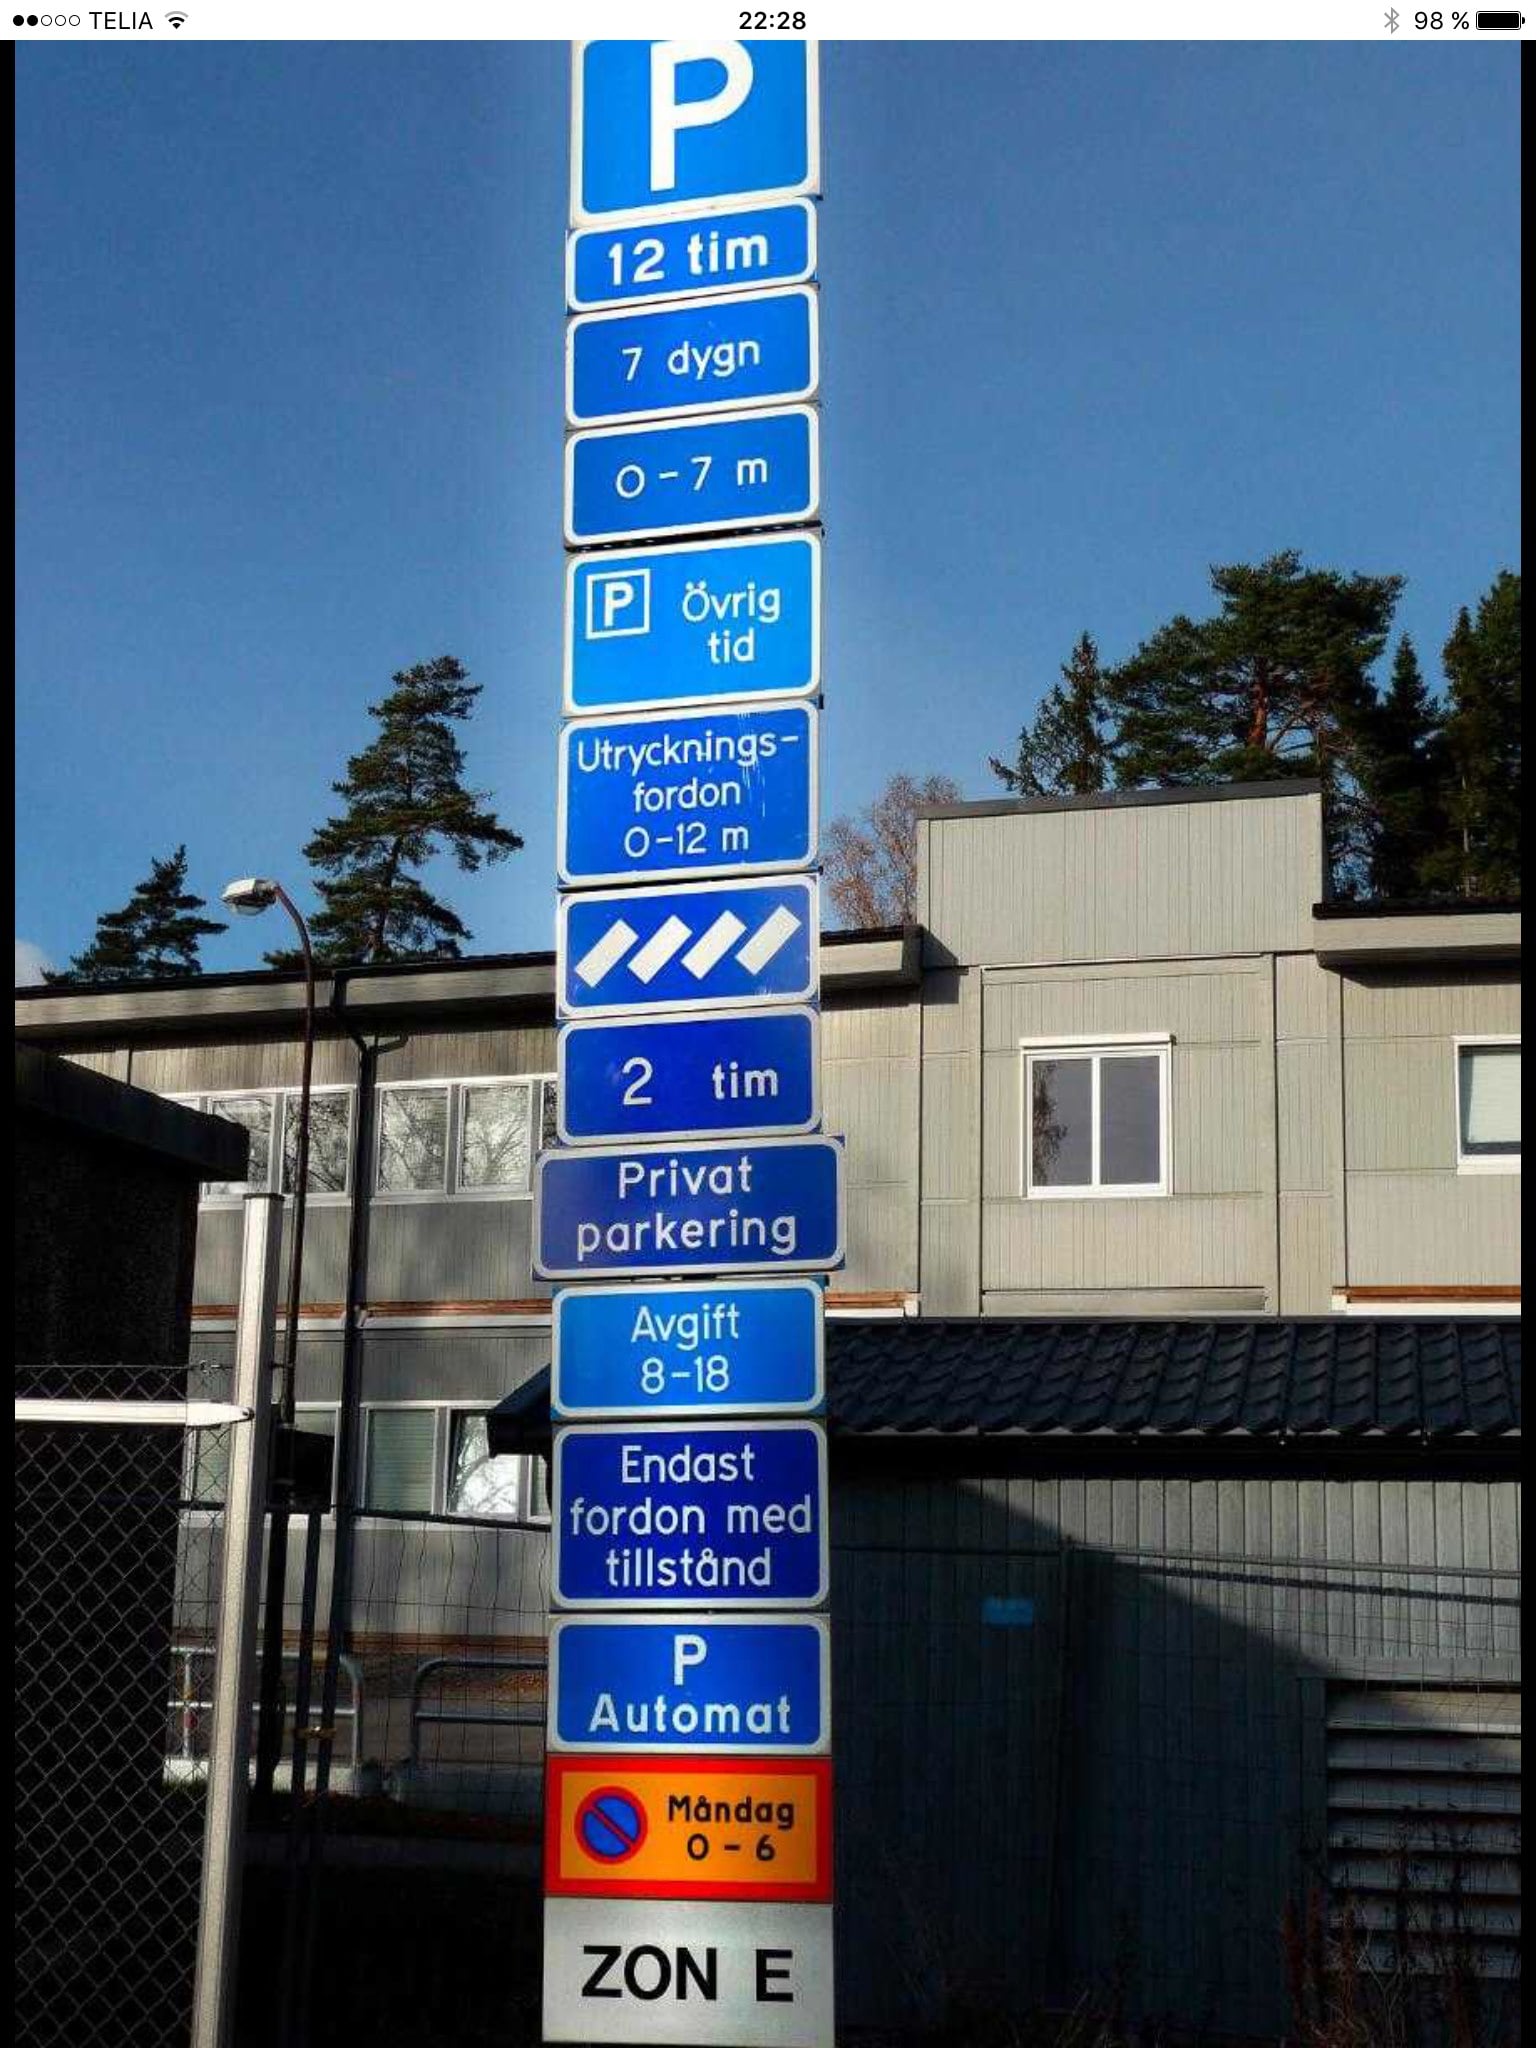 TELIA
22:28
98 %
P
12 tim
7 dygn
0-7 m
P Övrig
tid
Utrycknings-
fordon
0-12 m
2 tim
Privat
parkering
Avgift
8-18
Endast
fordon med
tillstånd
P
Automat
Måndag
0 - 6
ZON E